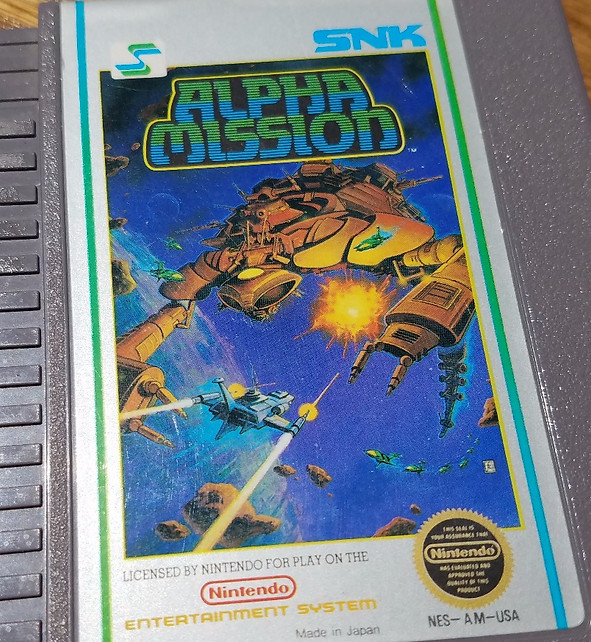 SNK
ALPHA
MISSION
TM
LICENSED BY NINTENDO FOR PLAY ON THE
Nintendo
ENTERTAINMENT SYSTEM
Made in Japan
THIS SEAL IS
YOUR ASSURANCE THAT
Nintendo
HAS EVALUATED AND
APPROVED THE
QUALITY OF THIS
PRODUCT
NES-AM-USA